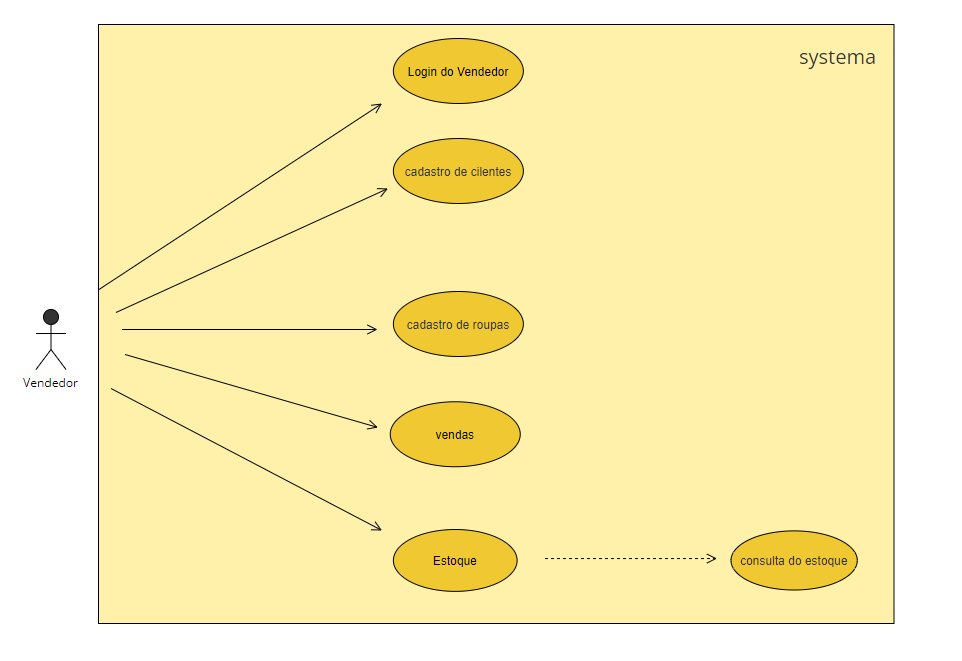 systema
Login do Vendedor
cadastro de cilentes
cadastro de roupas
Vendedor
vendas
Estoque
consulta do estoque